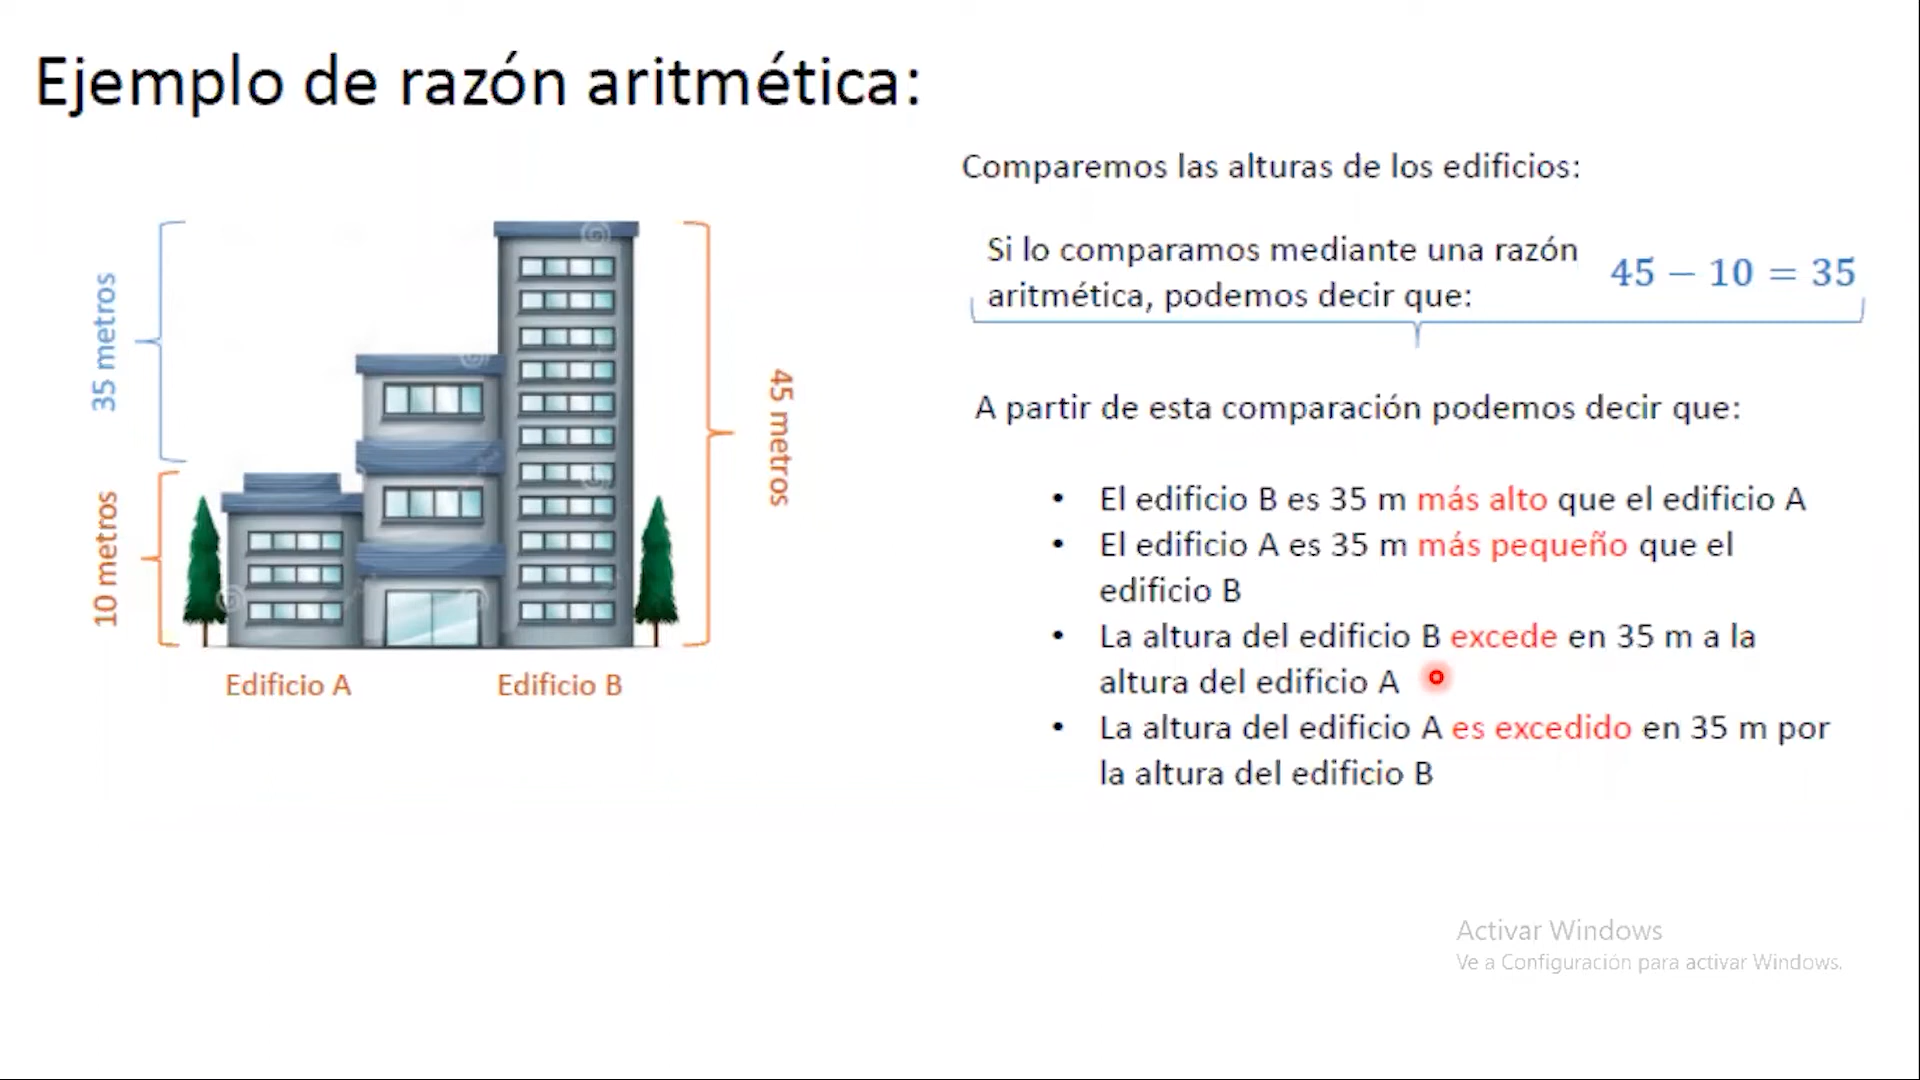 Ejemplo de razón aritmética:
Comparemos las alturas de los edificios:
Si lo comparamos mediante una razón
aritmética, podemos decir que:
45 − 10 = 35
35 metros
10 metros
45 metros
Edificio A
Edificio B
A partir de esta comparación podemos decir que:
• El edificio B es 35 m más alto que el edificio A
• El edificio A es 35 m más pequeño que el
edificio B
• La altura del edificio B excede en 35 m a la
altura del edificio A
• La altura del edificio A es excedido en 35 m por
la altura del edificio B
Activar Windows
Ve a Configuración para activar Windows.